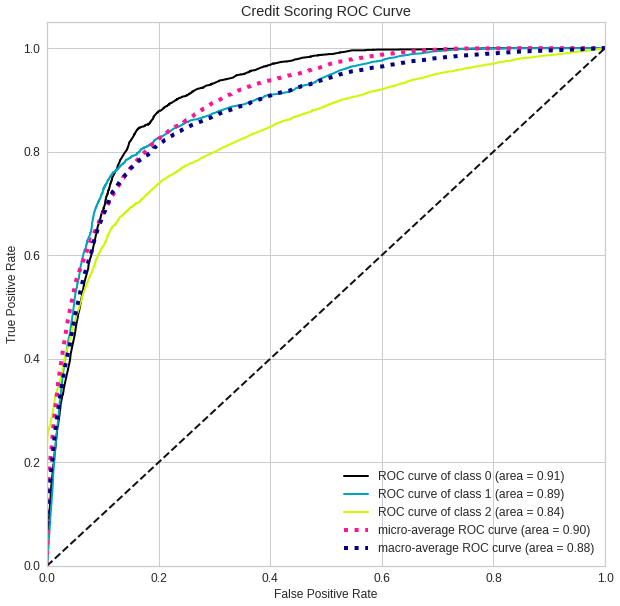 Credit Scoring ROC Curve
True Positive Rate
1.0
0.8
0.6
0.4
0.2
0.0
ROC curve of class 0 (area = 0.91)
ROC curve of class 1 (area = 0.89)
ROC curve of class 2 (area = 0.84)
micro-average ROC curve (area = 0.90)
macro-average ROC curve (area = 0.88)
0.0 0.2 0.4 0.6 0.8 1.0
False Positive Rate